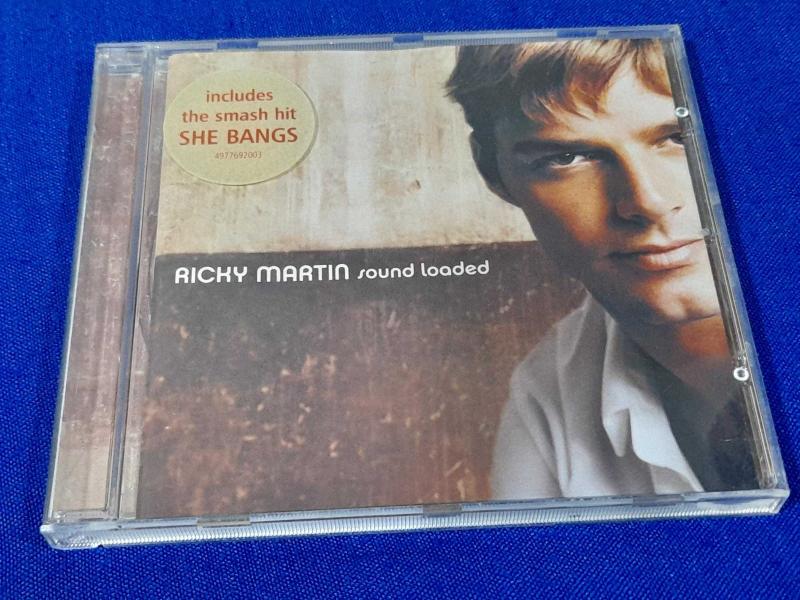 includes
the smash hit
SHE BANGS
4977692003
RICKY MARTIN sound loaded